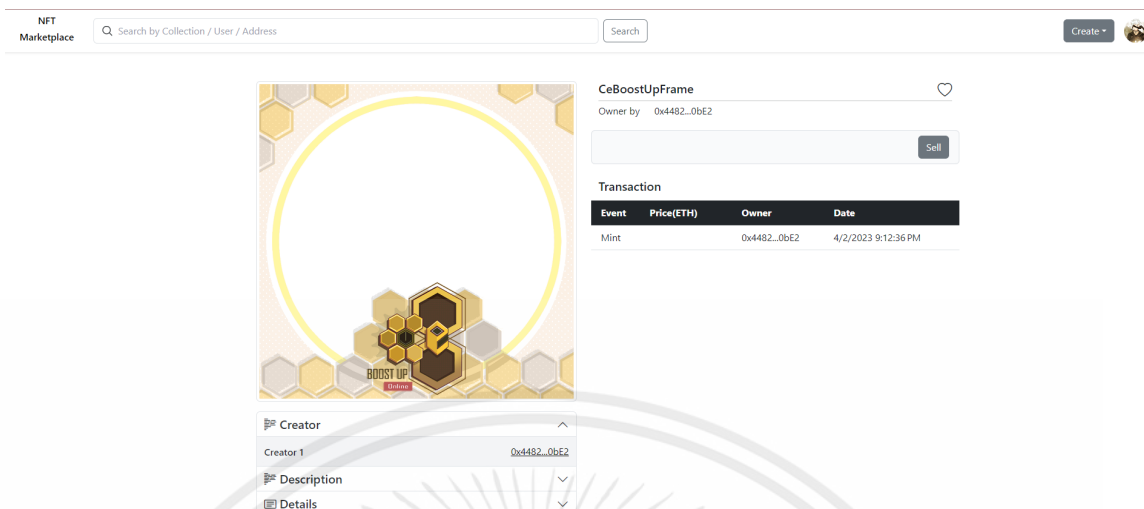 NFT
Marketplace
Search by Collection / User / Address
Search
Create
CeBoostUpFrame
Owner by 0x4482...0bE2
Sell
Transaction
Event Price(ETH) Owner Date
Mint 0x4482...0bE2 4/2/2023 9:12:36 PM
BOOST UP
Online
Creator
Creator 1 0x4482...0bE2
Description
Details